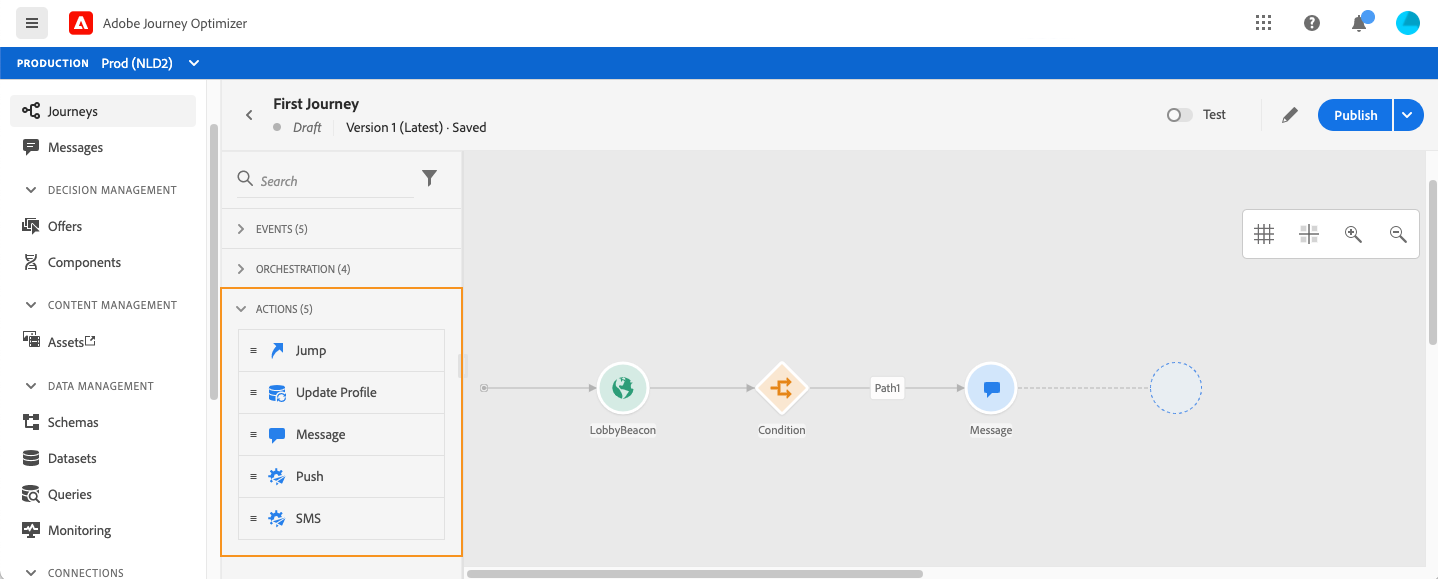 Adobe Journey Optimizer
PRODUCTION Prod (NLD2)
Journeys
Messages
DECISION MANAGEMENT
Offers
Components
CONTENT MANAGEMENT
Assets
DATA MANAGEMENT
Schemas
Datasets
Queries
Monitoring
CONNECTIONS
First Journey
Draft Version 1 (Latest) · Saved
Test
Publish
Search
EVENTS (5)
ORCHESTRATION (4)
ACTIONS (5)
Jump
Update Profile
Message
Push
SMS
Path1
LobbyBeacon Condition Message